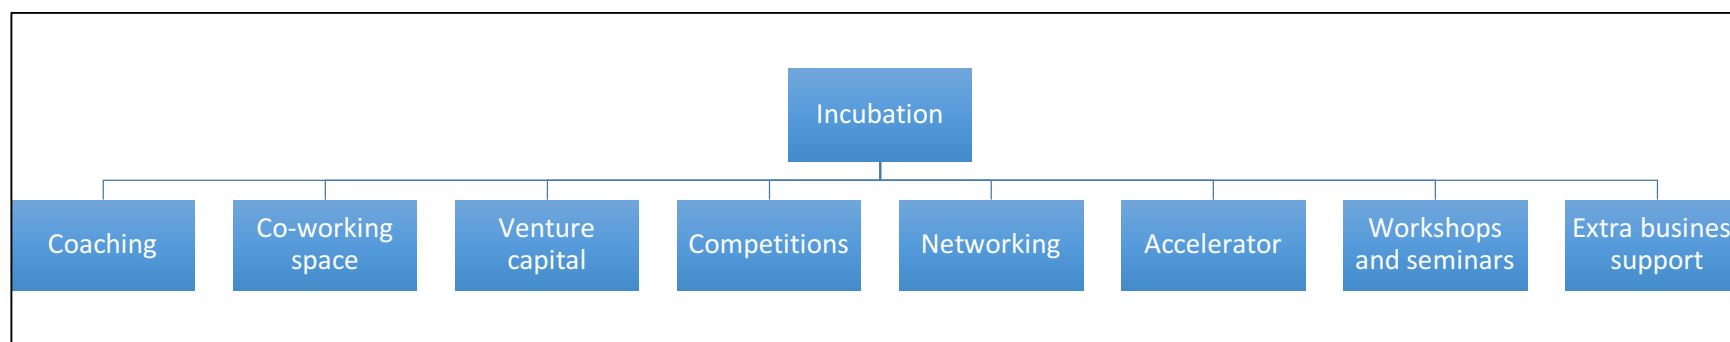 Incubation
Coaching
Co-working
space
Venture
capital
Competitions
Networking
Accelerator
Workshops
and seminars
Extra busines
support